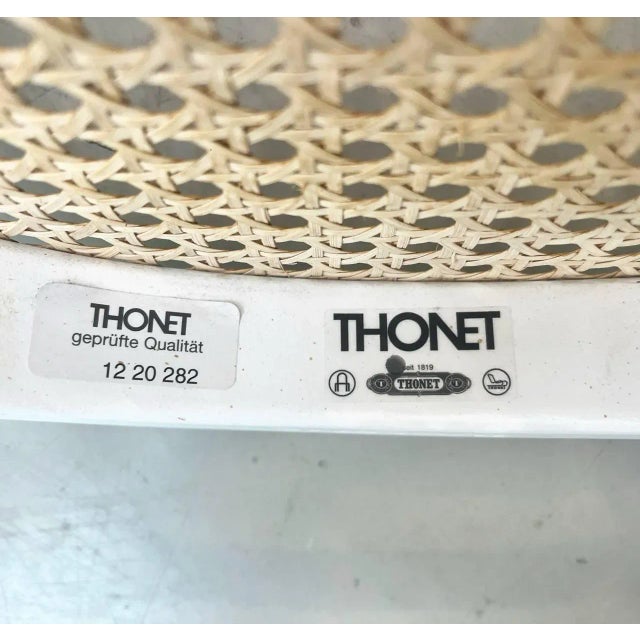 THONET
geprüfte Qualität
12 20 282
THONET
seit 1819
THONET